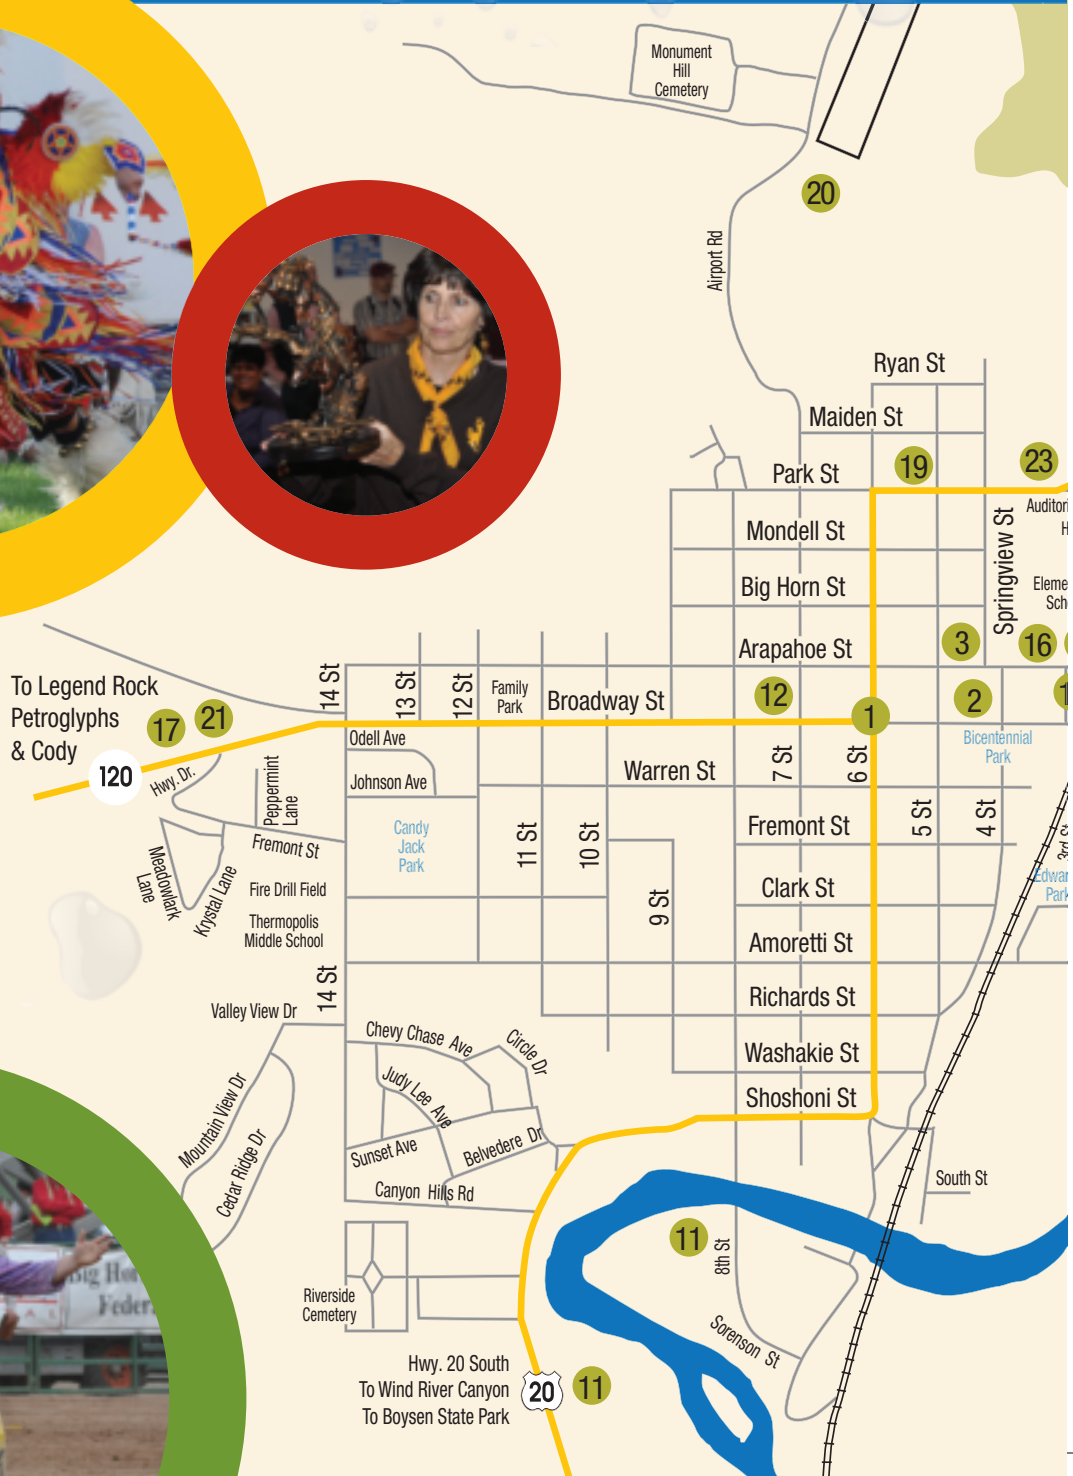 Monument
Hill
Cemetery
20
Airport Rd
Ryan St
Maiden St
19
23
Park St
Springview St
Mondell St
Big Horn St
3
16
Arapahoe St
14 St
13 St
12 St
Family
Park
Broadway St
12
1
2
To Legend Rock
Petroglyphs
& Cody
17
21
120
Hwy. Dr.
Odell Ave
Johnson Ave
Peppermint
Lane
Warren St
7 St
6 St
Bicentennial
Park
5 St
4 St
Candy
Jack
Park
11 St
10 St
Fremont St
3rd St
Park
Fremont St
Meadowlark
Lane
Krystal Lane
Fire Drill Field
Thermopolis
Middle School
9 St
Clark St
Amoretti St
14 St
Valley View Dr
Richards St
Chevy Chase Ave
Circle Dr
Washakie St
Judy Lee Ave
Shoshoni St
Mountain View Dr
Cedar Ridge Dr
Sunset Ave
Belvedere Dr
Canyon Hills Rd
South St
11
8th St
Riverside
Cemetery
Sorenson St
Hwy. 20 South
To Wind River Canyon
To Boysen State Park
20
11
Big Hor
Feder